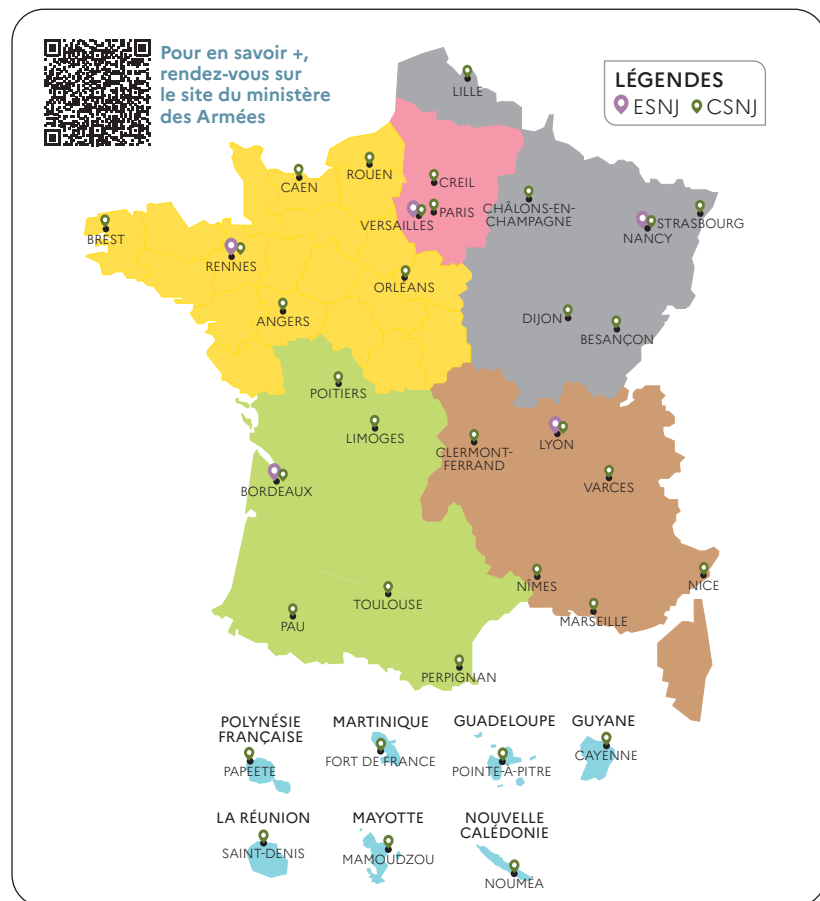 Pour en savoir +,
rendez-vous sur
le site du ministère
des Armées
LÉGENDES
ESNJ CSNJ
LILLE
ROUEN
CAEN
CREIL
PARIS
VERSAILLES
CHÂLONS-EN-
CHAMPAGNE
STRASBOURG
NANCY
BREST
RENNES
ORLÉANS
ANGERS
DIJON
BESANÇON
POITIERS
LIMOGES
CLERMONT-
FERRAND
LYON
VARCES
BORDEAUX
NÎMES
NICE
TOULOUSE
MARSEILLE
PAU
PERPIGNAN
POLYNÉSIE
FRANÇAISE
PAPEETE
MARTINIQUE
FORT DE FRANCE
GUADELOUPE
POINTE-À-PITRE
GUYANE
CAYENNE
LA RÉUNION
SAINT-DENIS
MAYOTTE
MAMOUDZOU
NOUVELLE
CALÉDONIE
NOUMÉA